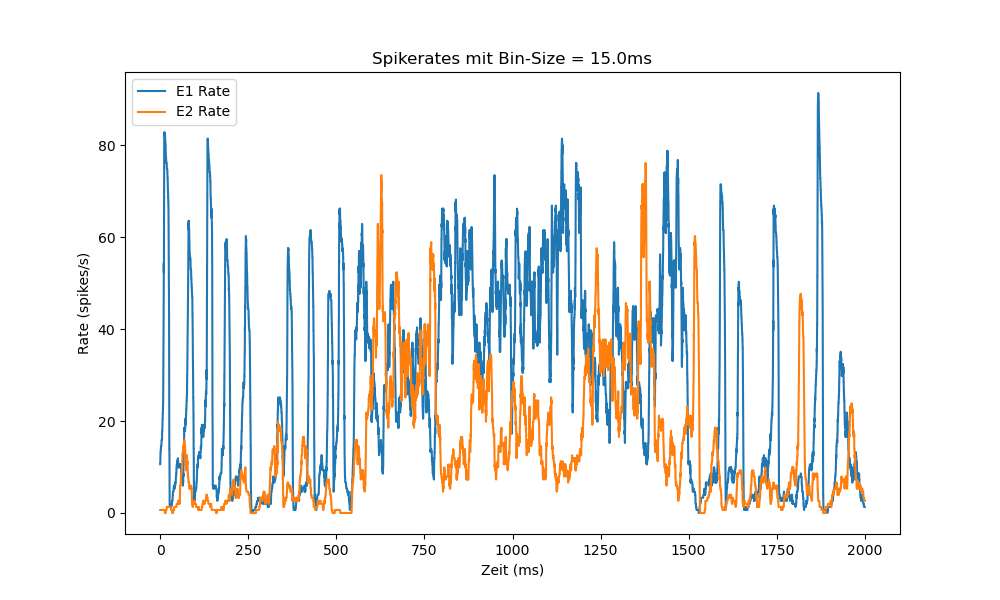 Spikerates mit Bin-Size = 15.0ms
E1 Rate
E2 Rate
Rate (spikes/s)
80
60
40
20
0
0 250 500 750 1000 1250 1500 1750 2000
Zeit (ms)